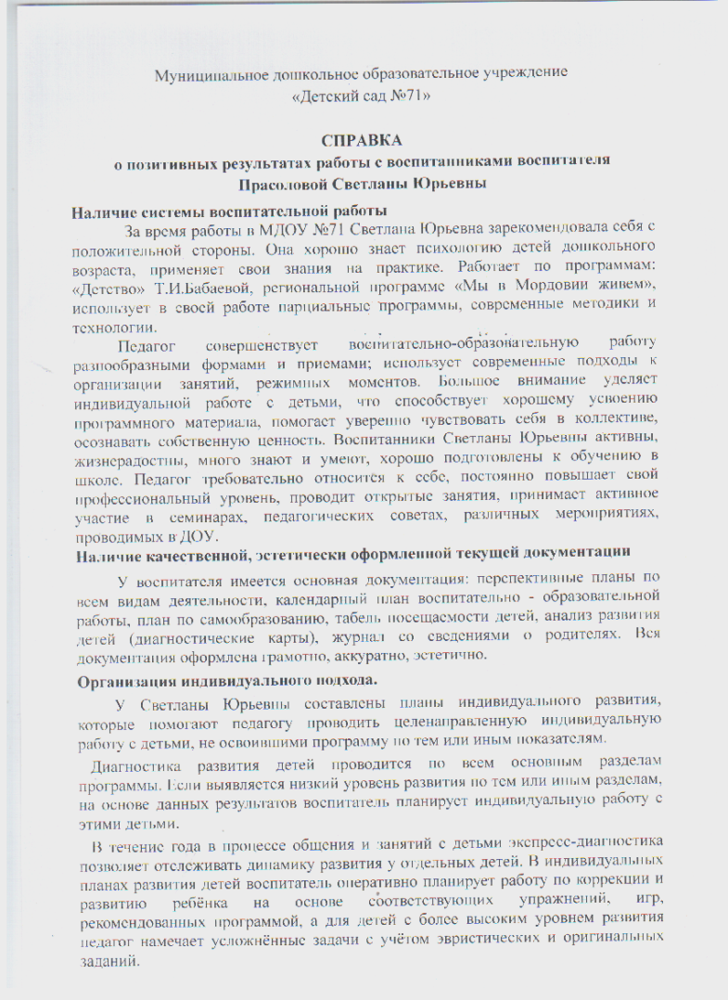 Муниципальное дошкольное образовательное учреждение
«Детский сад №71»
СПРАВКА
о позитивных результатах работы с воспитанниками воспитателя
Прасоловой Светланы Юрьевны
Наличие системы воспитательной работы
За время работы в МДОУ №71 Светлана Юрьевна зарекомендовала себя с
положительной стороны. Она хорошо знает психологию детей дошкольного
возраста, применяет свои знания на практике. Работает по программам:
«Детство» Т.И.Бабаевой, региональной программе «Мы в Мордовии живем»,
использует в своей работе парциальные программы, современные методики и
технологии.
Педагог совершенствует воспитательно-образовательную работу
разнообразными формами и приемами; использует современные подходы к
организации занятий, режимных моментов. Большое внимание уделяет
индивидуальной работе с детьми, что способствует хорошему усвоению
программного материала, помогает уверенно чувствовать себя в коллективе,
осознавать собственную ценность. Воспитанники Светланы Юрьевны активны,
жизнерадостны, много знают и умеют, хорошо подготовлены к обучению в
школе. Педагог требовательно относится к себе, постоянно повышает свой
профессиональный уровень, проводит открытые занятия, принимает активное
участие в семинарах, педагогических советах, различных мероприятиях,
проводимых в ДОУ.
Наличие качественной, эстетически оформленной текущей документации
У воспитателя имеется основная документация: перспективные планы по
всем видам деятельности, календарный план воспитательно - образовательной
работы, план по самообразованию, табель посещаемости детей, анализ развития
детей (диагностические карты), журнал со сведениями о родителях. Вся
документация оформлена грамотно, аккуратно, эстетично.
Организация индивидуального подхода.
У Светланы Юрьевны составлены планы индивидуального развития,
которые помогают педагогу проводить целенаправленную индивидуальную
работу с детьми, не освоившими программу по тем или иным показателям.
Диагностика развития детей проводится по всем основным разделам
программы. Если выявляется низкий уровень развития по тем или иным разделам,
на основе данных результатов воспитатель планирует индивидуальную работу с
этими детьми.
В течение года в процессе общения и занятий с детьми экспресс-диагностика
позволяет отслеживать динамику развития у отдельных детей. В индивидуальных
планах развития детей воспитатель оперативно планирует работу по коррекции и
развитию ребёнка на основе соответствующих упражнений, игр,
рекомендованных программой, а для детей с более высоким уровнем развития
педагог намечает усложнённые задачи с учётом эвристических и оригинальных
заданий.